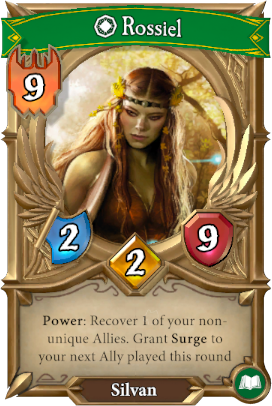 Rossiel
9
2
2
9
Power: Recover 1 of your non-
unique Allies. Grant Surge to
your next Ally played this round
Silvan